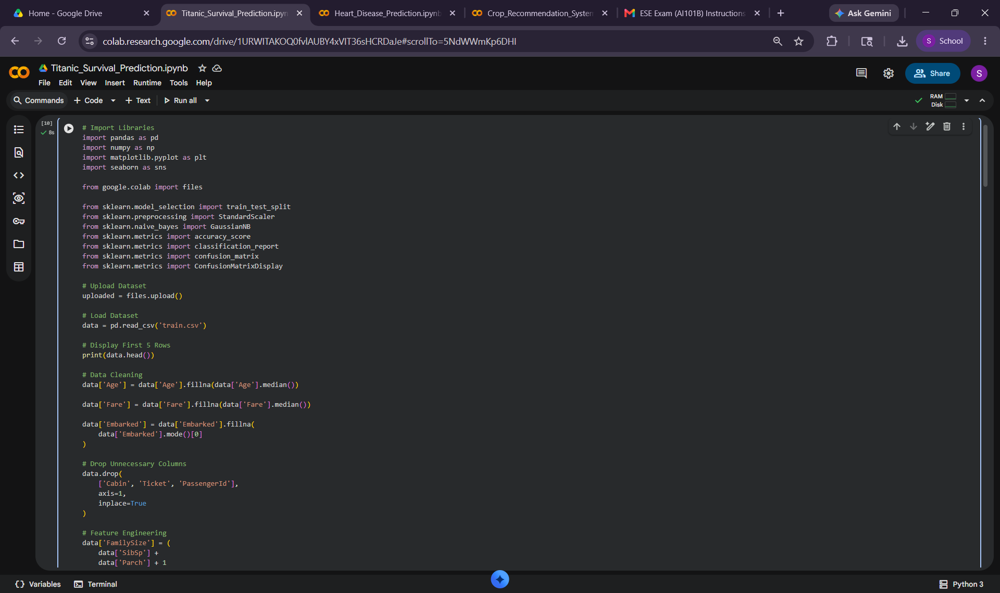 Home - Google Drive
Titanic_Survival_Prediction.ipyn
Heart_Disease_Prediction.ipynb
Crop_Recommendation_System
ESE Exam (AI101B) Instructions
Ask Gemini
colab.research.google.com/drive/1URWITAKOQ0fvlAUBY4xVIT36sHCRDaJe#scrollTo=5NdWWmKp6DHI
S School
Titanic_Survival_Prediction.ipynb
File Edit View Insert Runtime Tools Help
Share
S
Commands + Code + Text Run all
RAM
Disk
[10]
8s
# Import Libraries
import pandas as pd
import numpy as np
import matplotlib.pyplot as plt
import seaborn as sns
from google.colab import files
from sklearn.model_selection import train_test_split
from sklearn.preprocessing import StandardScaler
from sklearn.naive_bayes import GaussianNB
from sklearn.metrics import accuracy_score
from sklearn.metrics import classification_report
from sklearn.metrics import confusion_matrix
from sklearn.metrics import ConfusionMatrixDisplay
# Upload Dataset
uploaded = files.upload()
# Load Dataset
data = pd.read_csv('train.csv')
# Display First 5 Rows
print(data.head())
# Data Cleaning
data['Age'] = data['Age'].fillna(data['Age'].median())
data['Fare'] = data['Fare'].fillna(data['Fare'].median())
data['Embarked'] = data['Embarked'].fillna(
data['Embarked'].mode()[0]
)
# Drop Unnecessary Columns
data.drop(
['Cabin', 'Ticket', 'PassengerId'],
axis=1,
inplace=True
)
# Feature Engineering
data['FamilySize'] = (
data['SibSp'] +
data['Parch'] + 1
Variables
Terminal
Python 3